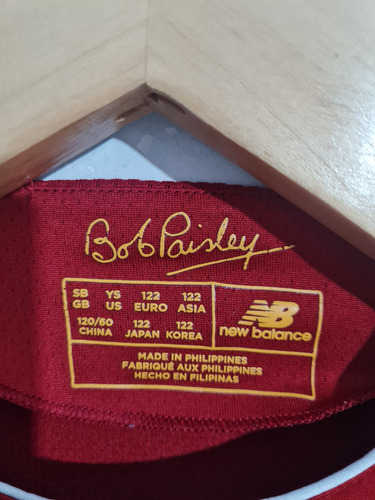 Bob Paisley
SB YS 122 122
GB US EURO ASIA
120/60 122 122
CHINA JAPAN KOREA
NB
new balance
MADE IN PHILIPPINES
FABRIQUÉ AUX PHILIPPINES
HECHO EN FILIPINAS